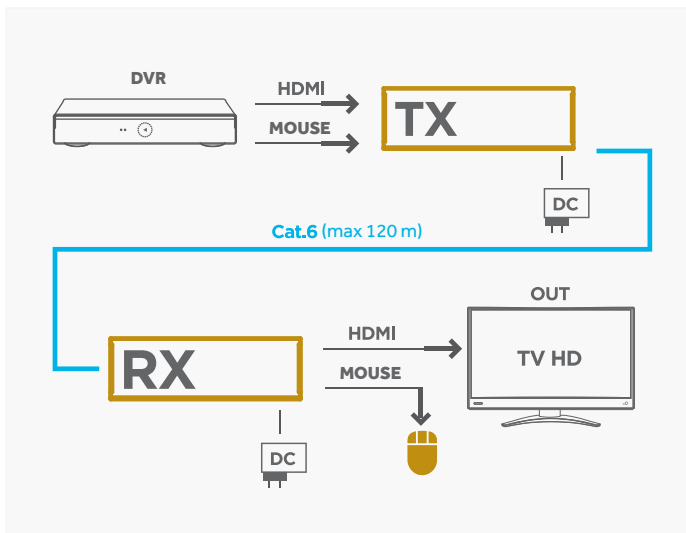 DVR
HDMI
MOUSE
TX
DC
Cat.6 (max 120 m)
OUT
RX
HDMI
MOUSE
TV HD
DC